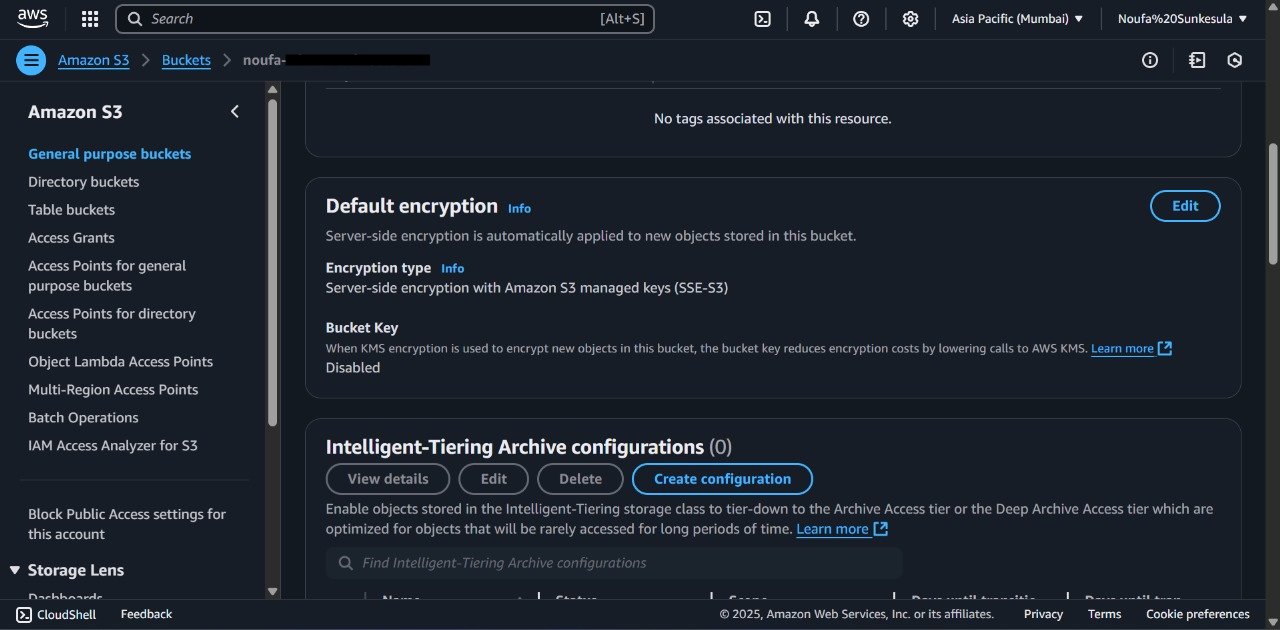 aws
Search [Alt+S]
Asia Pacific (Mumbai)
Noufa%20Sunkesula
Amazon S3
Buckets
noufa-
Amazon S3
General purpose buckets
Directory buckets
Table buckets
Access Grants
Access Points for general
purpose buckets
Access Points for directory
buckets
Object Lambda Access Points
Multi-Region Access Points
Batch Operations
IAM Access Analyzer for S3
Block Public Access settings for
this account
Storage Lens
Dashboards
No tags associated with this resource.
Default encryption Info
Edit
Server-side encryption is automatically applied to new objects stored in this bucket.
Encryption type Info
Server-side encryption with Amazon S3 managed keys (SSE-S3)
Bucket Key
When KMS encryption is used to encrypt new objects in this bucket, the bucket key reduces encryption costs by lowering calls to AWS KMS. Learn more
Disabled
Intelligent-Tiering Archive configurations (0)
View details
Edit
Delete
Create configuration
Enable objects stored in the Intelligent-Tiering storage class to tier-down to the Archive Access tier or the Deep Archive Access tier which are
optimized for objects that will be rarely accessed for long periods of time. Learn more
Find Intelligent-Tiering Archive configurations
Name
Status
Scope
Days until transitio
Days until tran
CloudShell
Feedback
© 2025, Amazon Web Services, Inc. or its affiliates.
Privacy
Terms
Cookie preferences